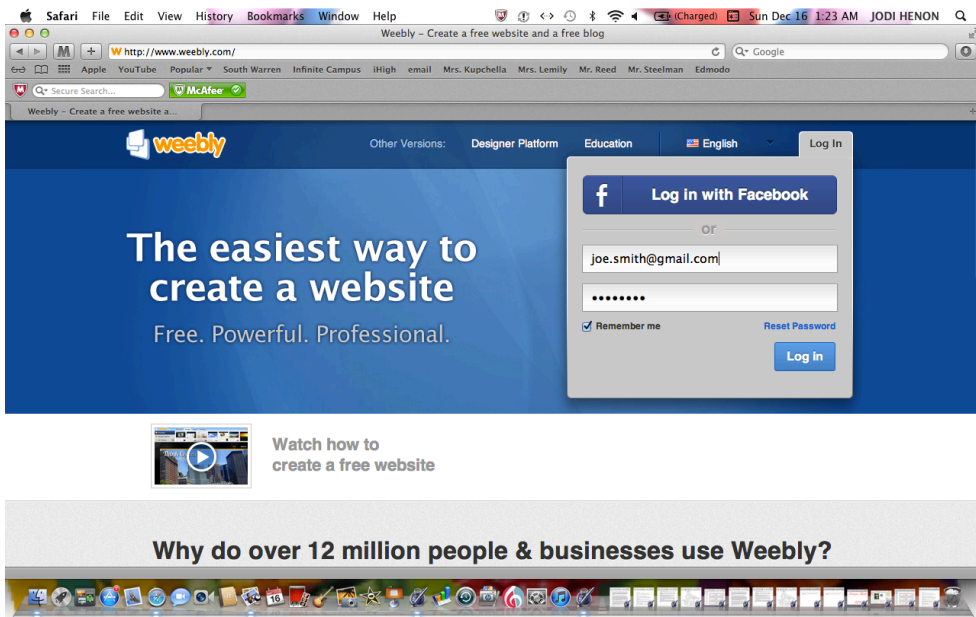 Safari File Edit View History Bookmarks Window Help (Charged) Sun Dec 16 1:23 AM JODI HENON
Weebly – Create a free website and a free blog
M + W http://www.weebly.com/ Google
Apple YouTube Popular South Warren Infinite Campus iHigh email Mrs. Kupchella Mrs. Lemily Mr. Reed Mr. Steelman Edmodo
Secure Search... McAfee
Weebly – Create a free website a...
weebly Other Versions: Designer Platform Education English Log In
f Log in with Facebook
or
The easiest way to
create a website
Free. Powerful. Professional.
joe.smith@gmail.com
••••••••
Remember me Reset Password
Log in
Watch how to
create a free website
Why do over 12 million people & businesses use Weebly?
16